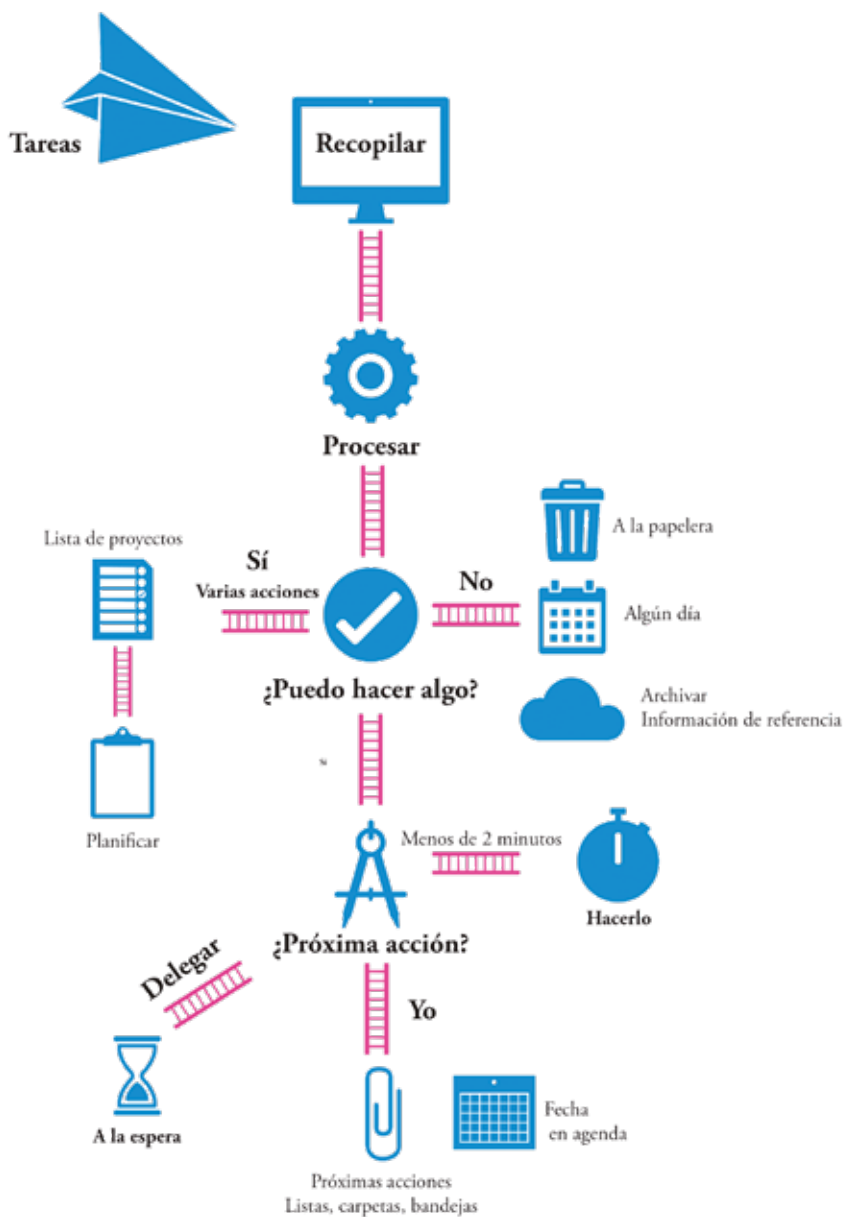 Tareas
Recopilar
Procesar
A la papelera
Lista de proyectos
Sí
Varias acciones
No
Algún día
¿Puedo hacer algo?
Archivar
Información de referencia
Sí
Planificar
Menos de 2 minutos
Hacerlo
¿Próxima acción?
Delegar
Yo
A la espera
Fecha
en agenda
Próximas acciones
Listas, carpetas, bandejas